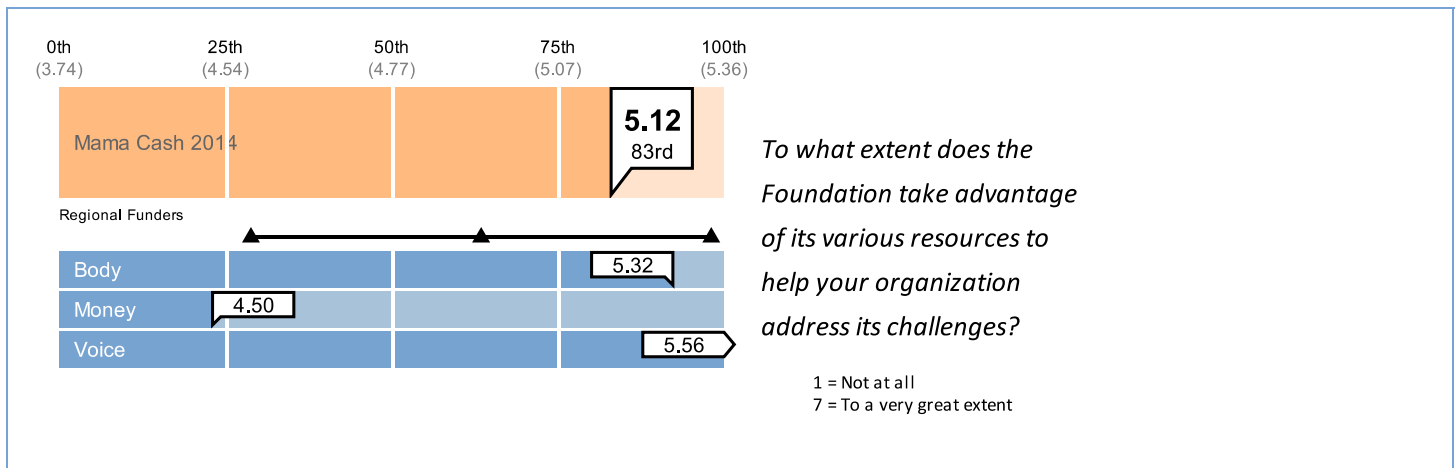 0th 25th 50th 75th 100th
(3.74) (4.54) (4.77) (5.07) (5.36)
Mama Cash 2014
5.12
83rd
Regional Funders
Body 5.32
Money 4.50
Voice 5.56
To what extent does the
Foundation take advantage
of its various resources to
help your organization
address its challenges?
1 = Not at all
7 = To a very great extent